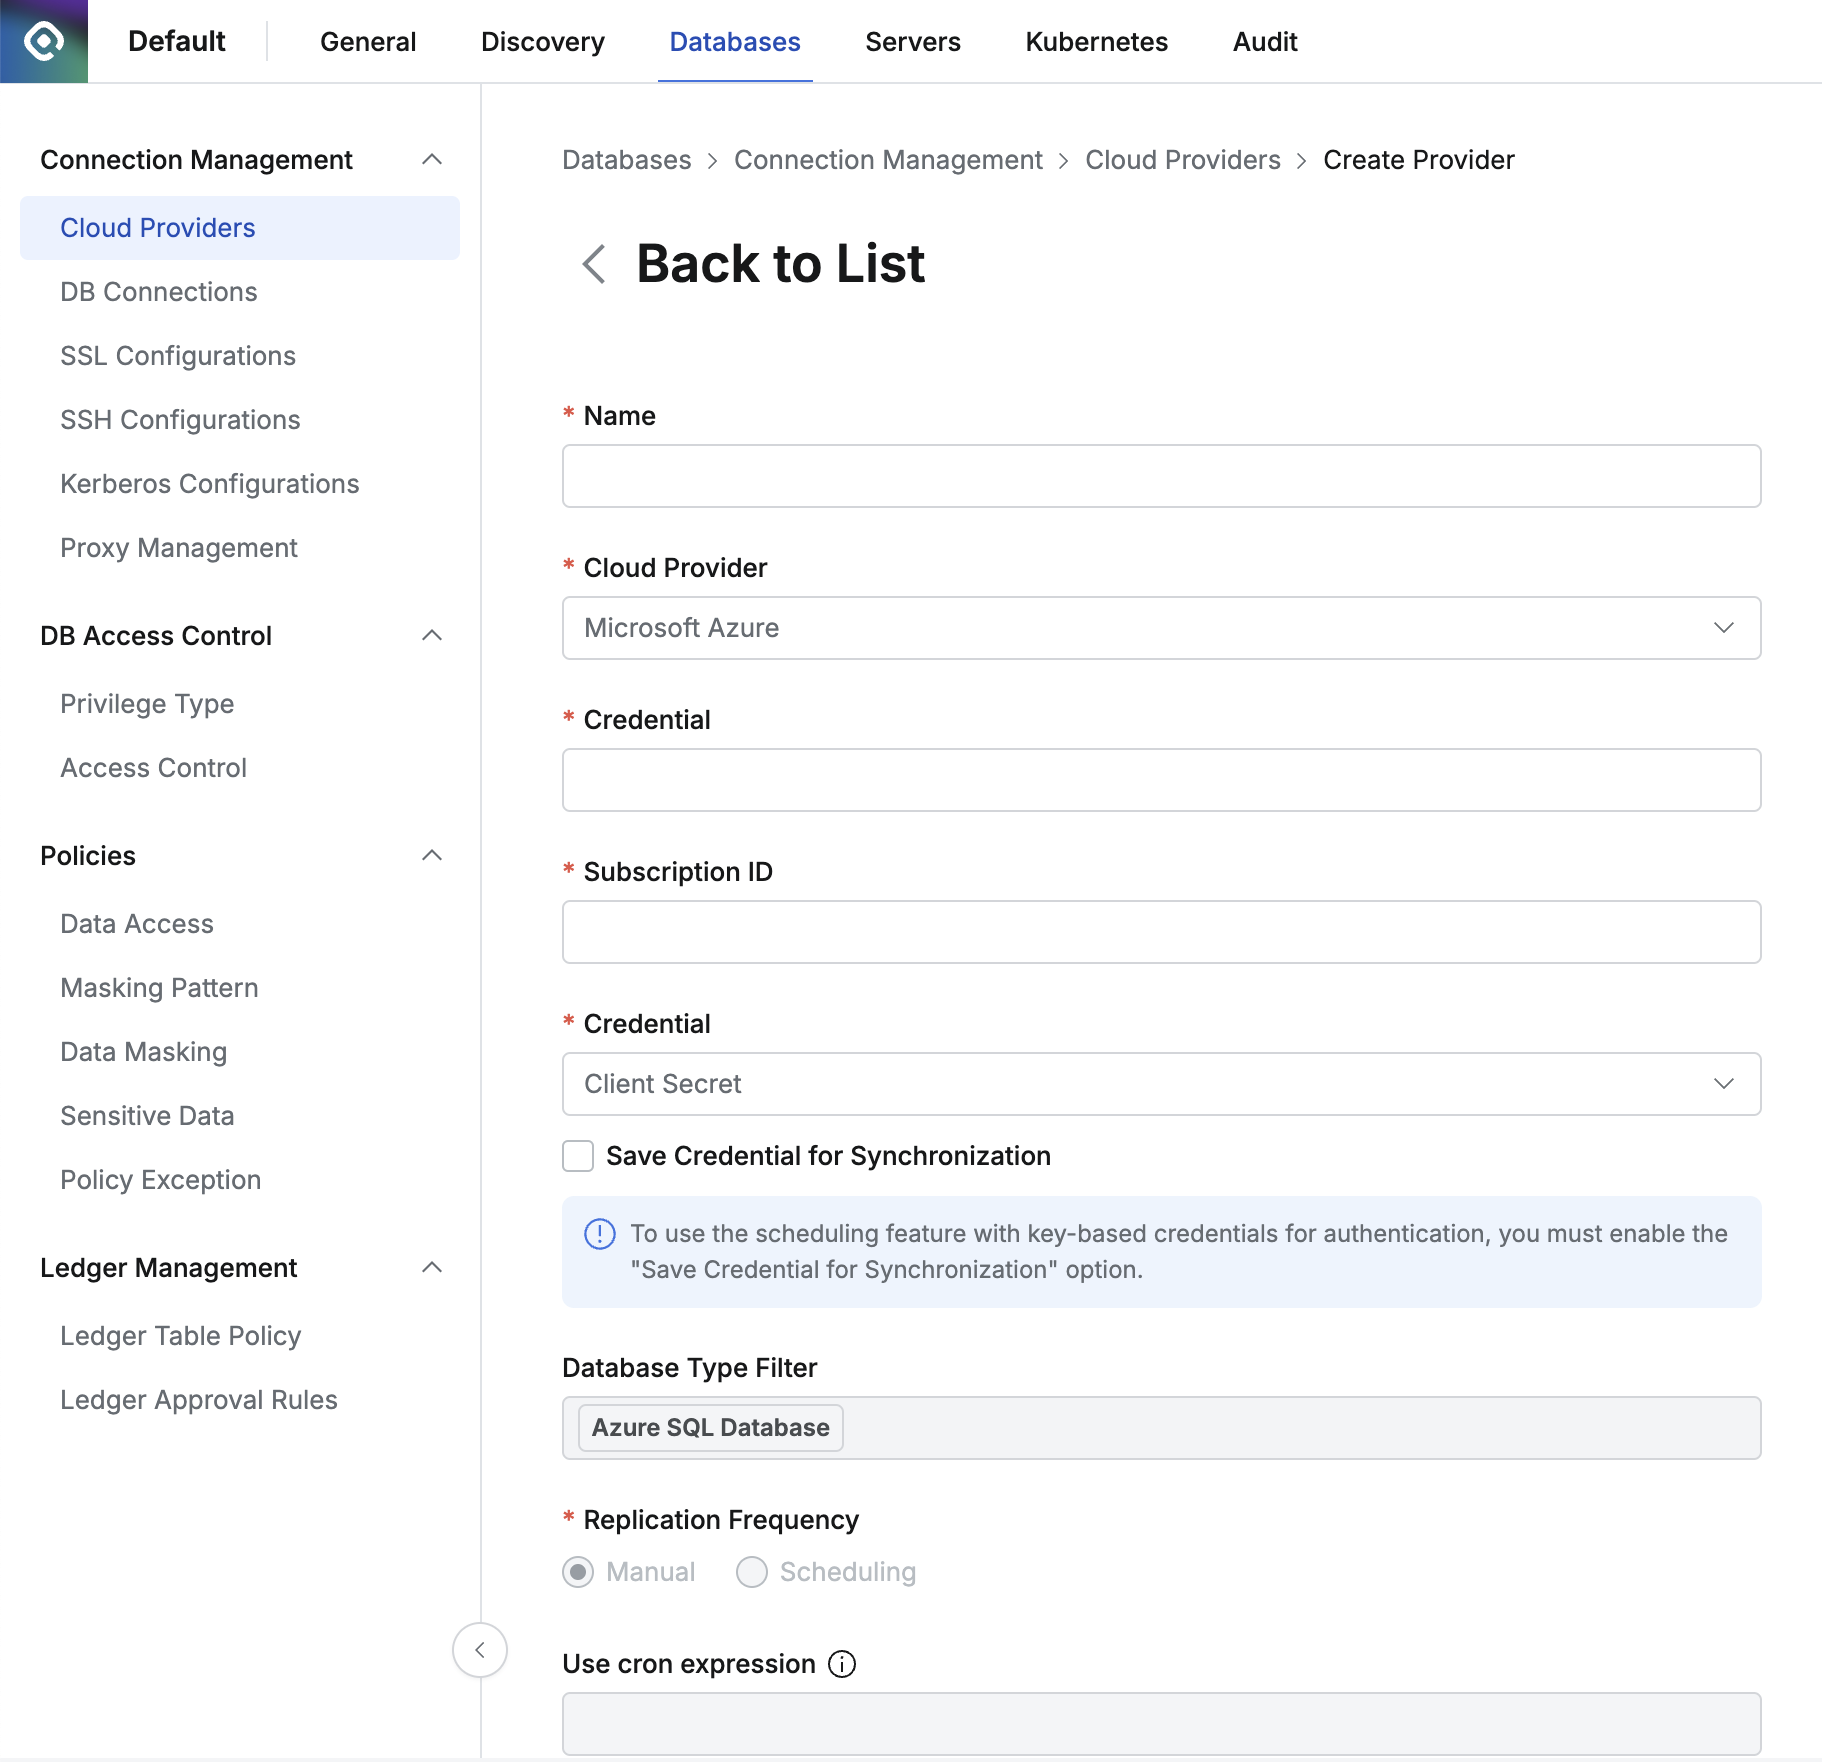 Default
General
Discovery
Databases
Servers
Kubernetes
Audit
Connection Management
Cloud Providers
DB Connections
SSL Configurations
SSH Configurations
Kerberos Configurations
Proxy Management
DB Access Control
Privilege Type
Access Control
Policies
Data Access
Masking Pattern
Data Masking
Sensitive Data
Policy Exception
Ledger Management
Ledger Table Policy
Ledger Approval Rules
Databases > Connection Management > Cloud Providers > Create Provider
Back to List
* Name
* Cloud Provider
Microsoft Azure
* Credential
* Subscription ID
* Credential
Client Secret
Save Credential for Synchronization
To use the scheduling feature with key-based credentials for authentication, you must enable the
"Save Credential for Synchronization" option.
Database Type Filter
Azure SQL Database
* Replication Frequency
Manual
Scheduling
Use cron expression